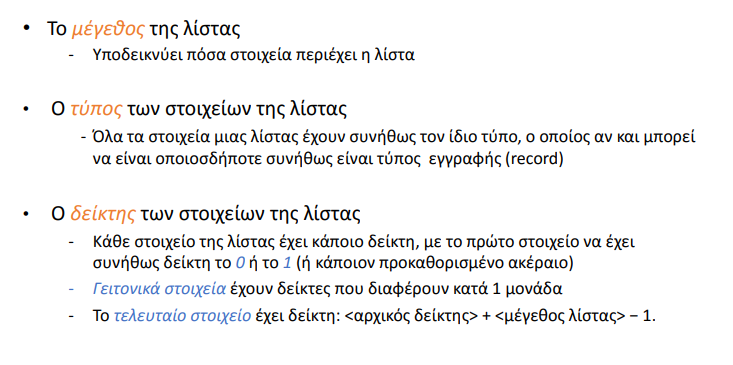 • Το μέγεθος της λίστας
- Υποδεικνύει πόσα στοιχεία περιέχει η λίστα
• Ο τύπος των στοιχείων της λίστας
- Όλα τα στοιχεία μιας λίστας έχουν συνήθως τον ίδιο τύπο, ο οποίος αν και μπορεί
να είναι οποιοσδήποτε συνήθως είναι τύπος εγγραφής (record)
• Ο δείκτης των στοιχείων της λίστας
- Κάθε στοιχείο της λίστας έχει κάποιο δείκτη, με το πρώτο στοιχείο να έχει
συνήθως δείκτη το 0 ή το 1 (ή κάποιον προκαθορισμένο ακέραιο)
- Γειτονικά στοιχεία έχουν δείκτες που διαφέρουν κατά 1 μονάδα
- Το τελευταίο στοιχείο έχει δείκτη: <αρχικός δείκτης> + <μέγεθος λίστας> − 1.